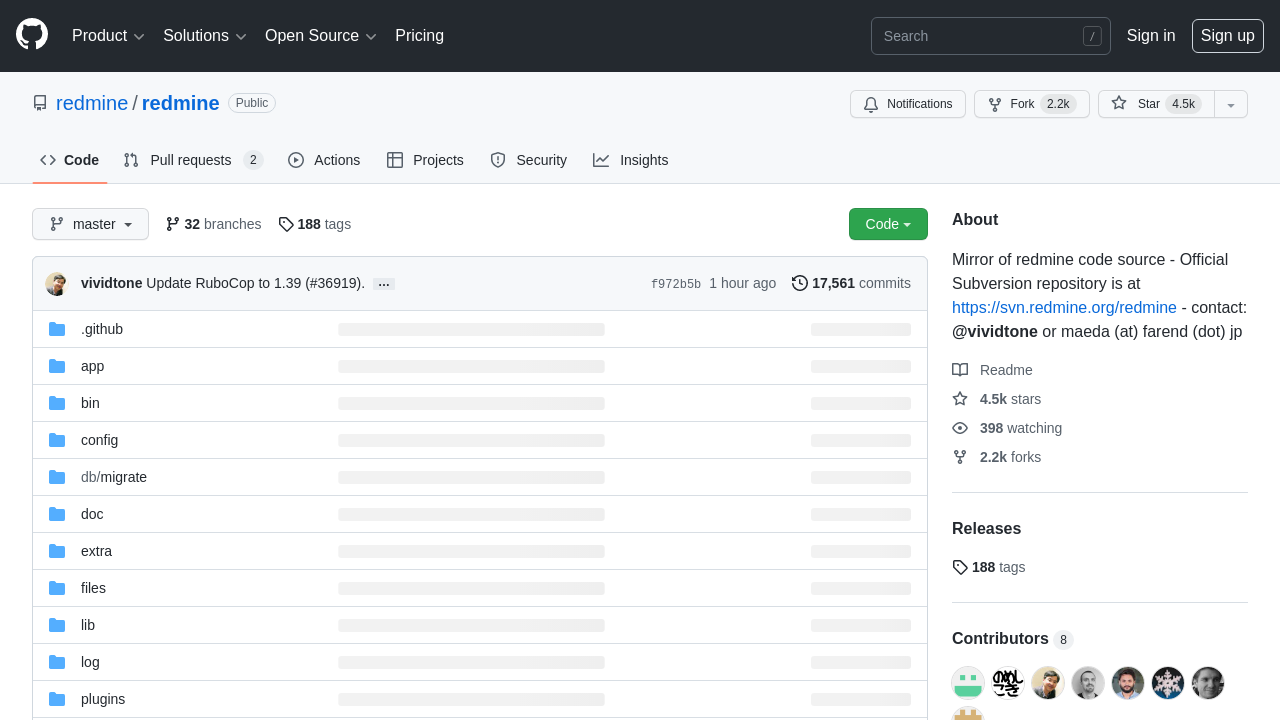 Product Solutions Open Source Pricing Search / Sign in Sign up
redmine / redmine Public Notifications Fork 2.2k Star 4.5k
Code Pull requests 2 Actions Projects Security Insights
master 32 branches 188 tags Code
vividtone Update RuboCop to 1.39 (#36919). … f972b5b 1 hour ago 17,561 commits
.github
app
bin
config
db/migrate
doc
extra
files
lib
log
plugins
About
Mirror of redmine code source - Official
Subversion repository is at
https://svn.redmine.org/redmine - contact:
@vividtone or maeda (at) farend (dot) jp
Readme
4.5k stars
398 watching
2.2k forks
Releases
188 tags
Contributors 8